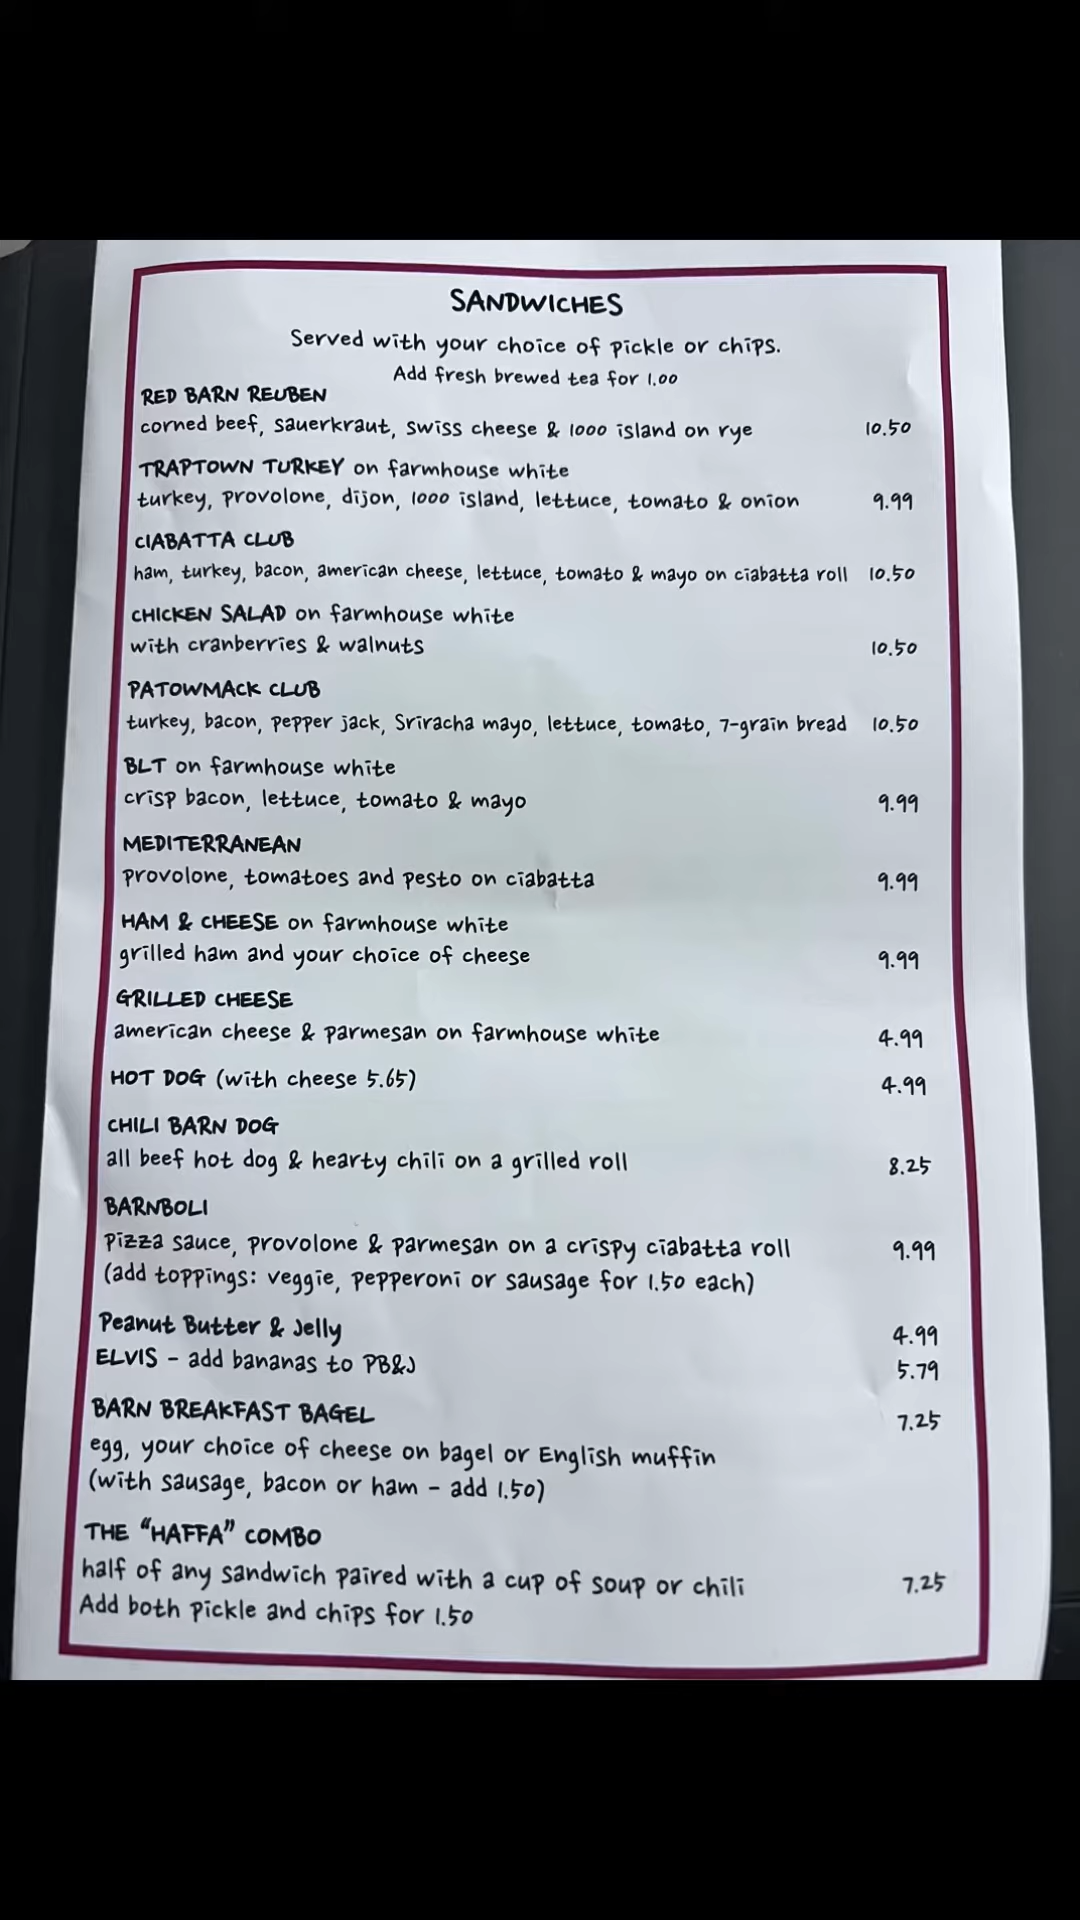 SANDWICHES
Served with your choice of pickle or chips.
Add fresh brewed tea for 1.00
RED BARN REUBEN
corned beef, sauerkraut, swiss cheese & 1000 island on rye 10.50
TRAPTOWN TURKEY on farmhouse white
turkey, provolone, dijon, 1000 island, lettuce, tomato & onion 9.99
CIABATTA CLUB
ham, turkey, bacon, american cheese, lettuce, tomato & mayo on ciabatta roll 10.50
CHICKEN SALAD on farmhouse white
with cranberries & walnuts 10.50
PATOWMACK CLUB
turkey, bacon, pepper jack, Sriracha mayo, lettuce, tomato, 7-grain bread 10.50
BLT on farmhouse white
crisp bacon, lettuce, tomato & mayo 9.99
MEDITERRANEAN
provolone, tomatoes and pesto on ciabatta 9.99
HAM & CHEESE on farmhouse white
grilled ham and your choice of cheese 9.99
GRILLED CHEESE
american cheese & parmesan on farmhouse white 4.99
HOT DOG (with cheese 5.65) 4.99
CHILI BARN DOG
all beef hot dog & hearty chili on a grilled roll 8.25
BARNBOLI
pizza sauce, provolone & parmesan on a crispy ciabatta roll 9.99
(add toppings: veggie, pepperoni or sausage for 1.50 each)
Peanut Butter & Jelly 4.99
ELVIS - add bananas to PB&J 5.79
BARN BREAKFAST BAGEL 7.25
egg, your choice of cheese on bagel or English muffin
(with sausage, bacon or ham - add 1.50)
THE "HAFFA" COMBO
half of any sandwich paired with a cup of soup or chili 7.25
Add both pickle and chips for 1.50